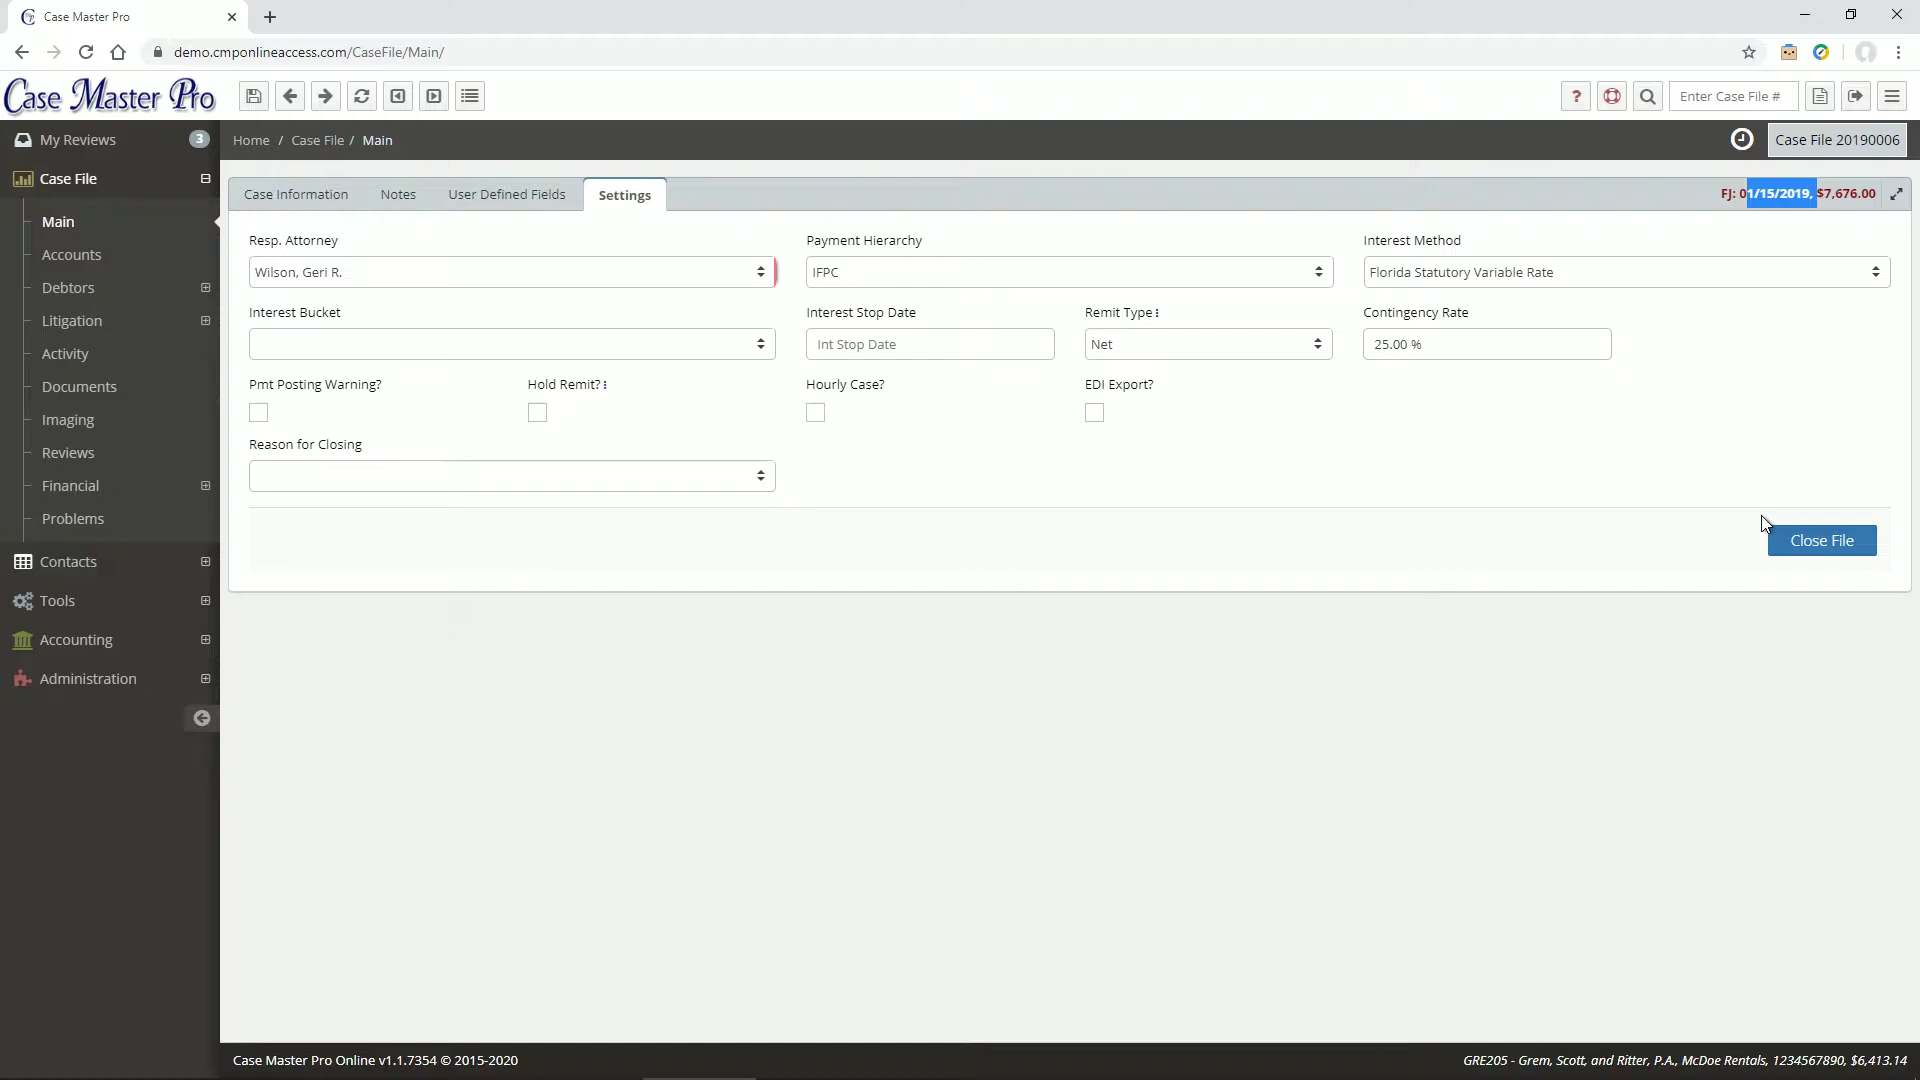 Case Master Pro
demo.cmponlineaccess.com/CaseFile/Main/
Case Master Pro
?
Enter Case File #
My Reviews 3
Home / Case File / Main
Case File 20190006
Case File
Main
Accounts
Debtors
Litigation
Activity
Documents
Imaging
Reviews
Financial
Problems
Contacts
Tools
Accounting
Administration
Case Information Notes User Defined Fields Settings
FJ: 01/15/2019, $7,676.00
Resp. Attorney Payment Hierarchy Interest Method
Wilson, Geri R. IFPC Florida Statutory Variable Rate
Interest Bucket Interest Stop Date Remit Type Contingency Rate
Int Stop Date Net 25.00 %
Pmt Posting Warning? Hold Remit? Hourly Case? EDI Export?
Reason for Closing
Close File
Case Master Pro Online v1.1.7354 © 2015-2020
GRE205 - Grem, Scott, and Ritter, P.A., McDoe Rentals, 1234567890, $6,413.14